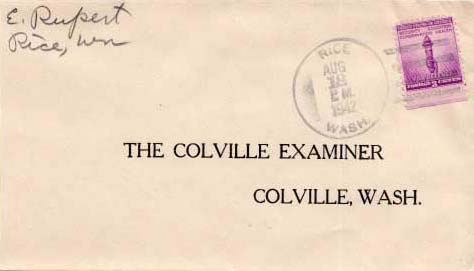 E. Rupert
Rice, Wn
RICE
AUG
18
P.M.
1942
WASH.
THE COLVILLE EXAMINER
COLVILLE, WASH.